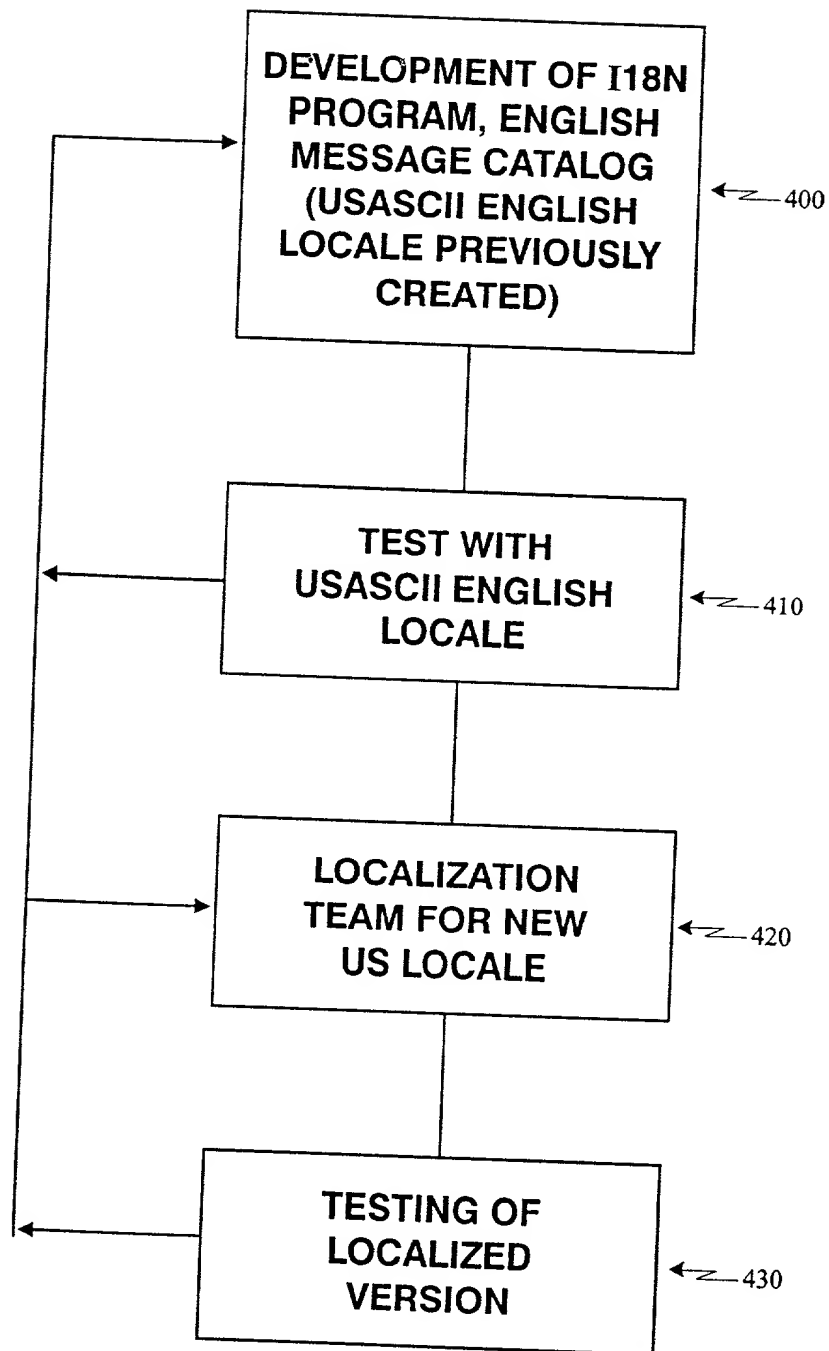 DEVELOPMENT OF I18N
PROGRAM, ENGLISH
MESSAGE CATALOG
(USASCII ENGLISH
LOCALE PREVIOUSLY
CREATED)
400
TEST WITH
USASCII ENGLISH
LOCALE
410
LOCALIZATION
TEAM FOR NEW
US LOCALE
420
TESTING OF
LOCALIZED
VERSION
430